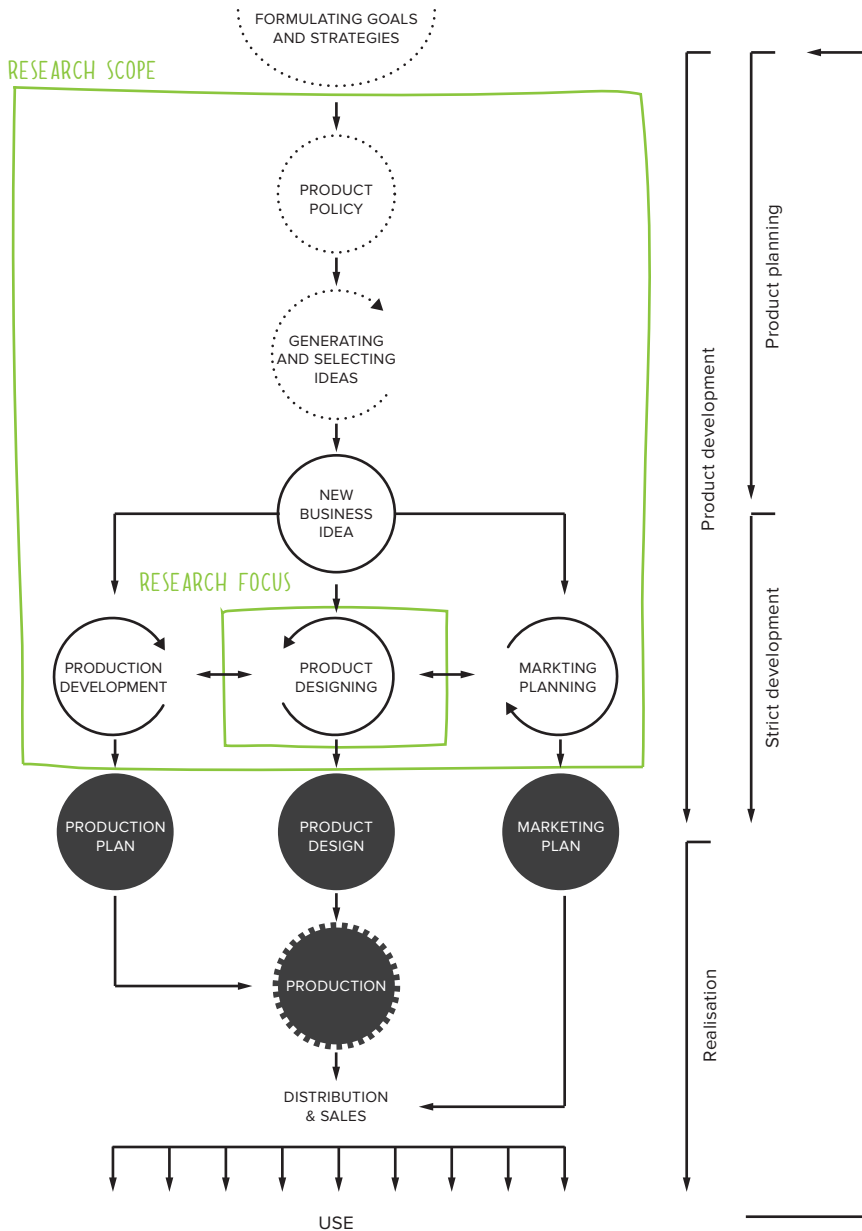 FORMULATING GOALS
AND STRATEGIES
RESEARCH SCOPE
PRODUCT
POLICY
GENERATING
AND SELECTING
IDEAS
NEW
BUSINESS
IDEA
RESEARCH FOCUS
PRODUCTION
DEVELOPMENT
PRODUCT
DESIGNING
MARKTING
PLANNING
PRODUCTION
PLAN
PRODUCT
DESIGN
MARKETING
PLAN
PRODUCTION
DISTRIBUTION
& SALES
USE
Product development
Product planning
Strict development
Realisation